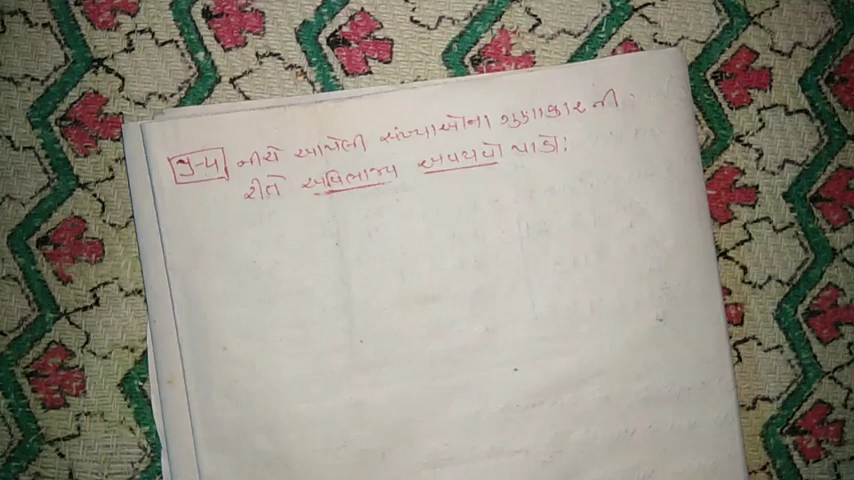 પ્ર-૫ નીચે આપેલી સંખ્યાઓના ગુણાકારની
રીતે અવિભાજ્ય અવયવો પાડો: